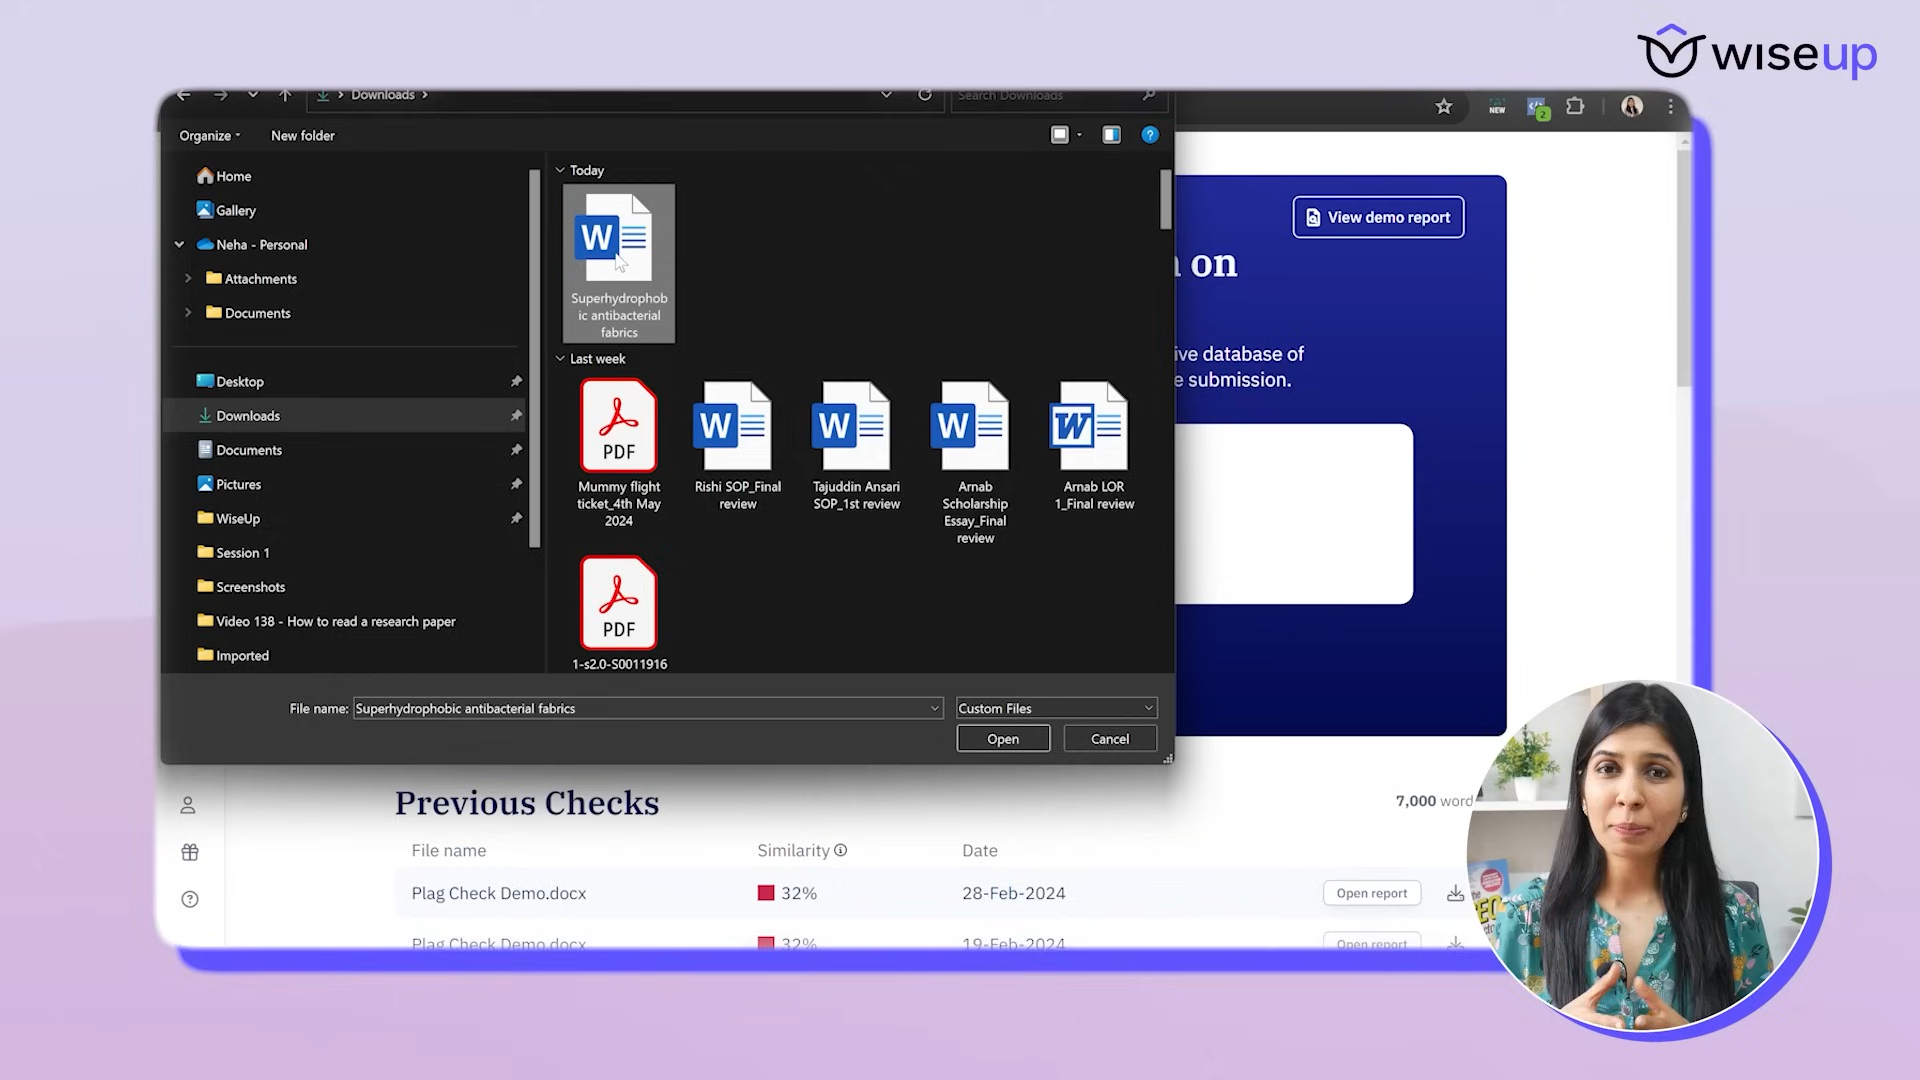 wiseup
Downloads
Search Downloads
NEW
2
Organize
New folder
?
Home
Gallery
Neha - Personal
Attachments
Documents
Desktop
Downloads
Documents
Pictures
WiseUp
Session 1
Screenshots
Video 138 - How to read a research paper
Imported
Today
W
Superhydrophob
ic antibacterial
fabrics
Last week
PDF
Mummy flight
ticket_4th May
2024
W
Rishi SOP_Final
review
W
Tajuddin Ansari
SOP_1st review
W
Arnab
Scholarship
Essay_Final
review
W
Arnab LOR
1_Final review
PDF
1-s2.0-S0011916
File name:
Superhydrophobic antibacterial fabrics
Custom Files
Open
Cancel
View demo report
on
ive database of
e submission.
Previous Checks
7,000 word
File name
Similarity
Date
Plag Check Demo.docx
32%
28-Feb-2024
Open report
Plag Check Demo.docx
32%
19-Feb-2024
Open report